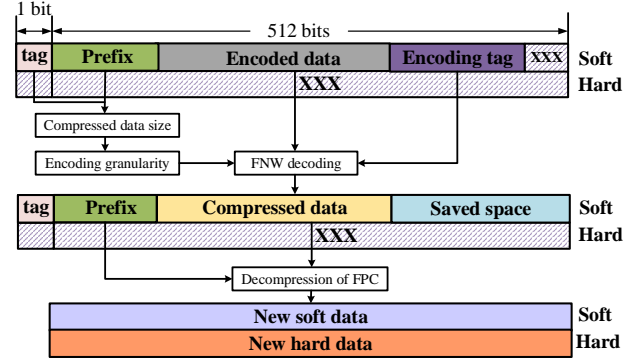 1 bit 512 bits
tag Prefix Encoded data Encoding tag XXX Soft
XXX Hard
Compressed data size
Encoding granularity FNW decoding
tag Prefix Compressed data Saved space Soft
XXX Hard
Decompression of FPC
New soft data Soft
New hard data Hard